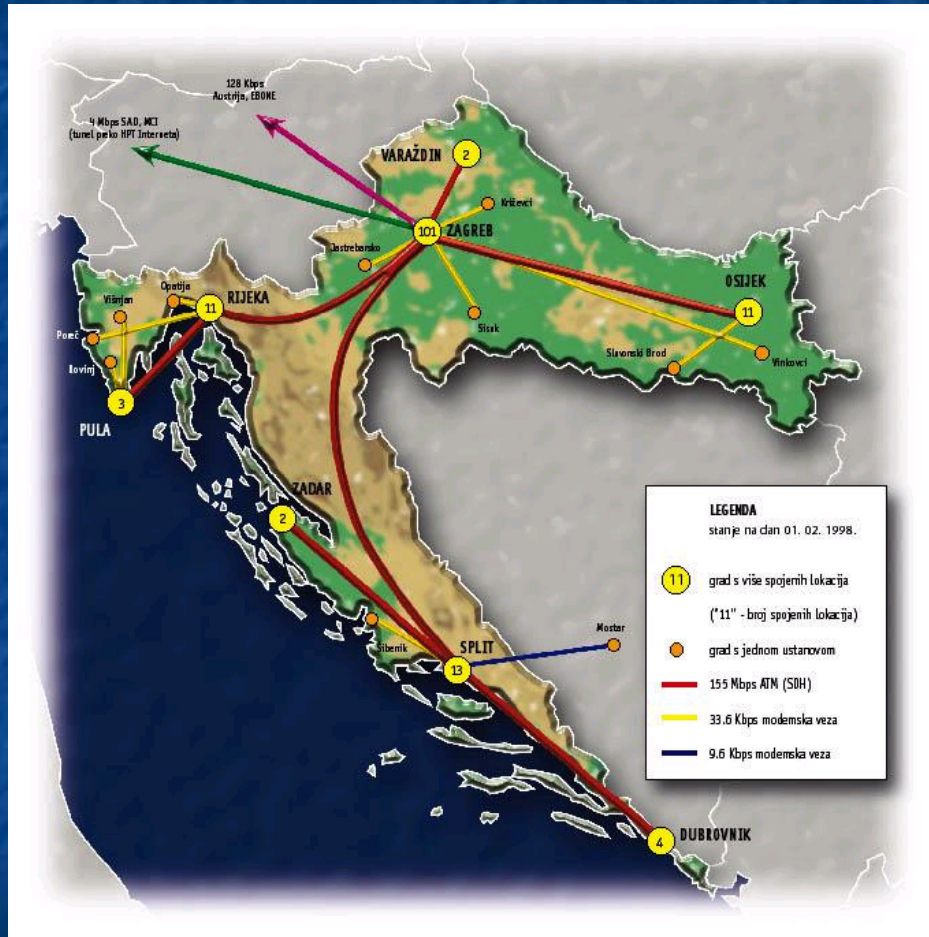 128 Kbps
Austrija, EBONE
4 Mbps SAD, MCI
(tunel preko HPT Interneta)
VARAŽDIN
2
Križevci
101
ZAGREB
Jastrebarsko
OSIJEK
11
Sisak
Slavonski Brod
Vinkovci
Opatija
RIJEKA
11
Višnjan
Poreč
Rovinj
3
PULA
ZADAR
2
Šibenik
SPLIT
13
Mostar
DUBROVNIK
4
LEGENDA
stanje na dan 01. 02. 1998.
11
grad s više spojenih lokacija
("11" - broj spojenih lokacija)
grad s jednom ustanovom
155 Mbps ATM (SDH)
33.6 Kbps modemska veza
9.6 Kbps modemska veza